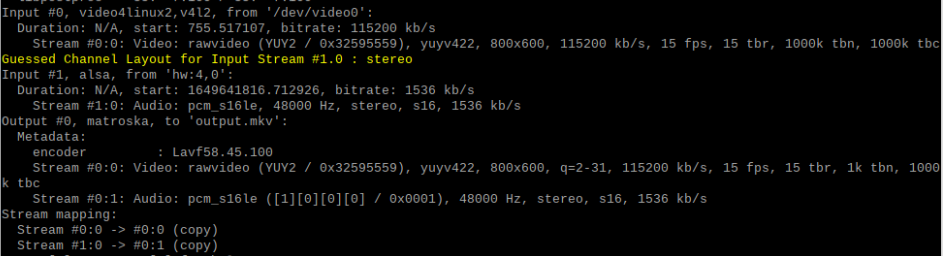 Input #0, video4linux2,v4l2, from '/dev/video0':
  Duration: N/A, start: 755.517107, bitrate: 115200 kb/s
    Stream #0:0: Video: rawvideo (YUY2 / 0x32595559), yuyv422, 800x600, 115200 kb/s, 15 fps, 15 tbr, 1000k tbn, 1000k tbc
Guessed Channel Layout for Input Stream #1.0 : stereo
Input #1, alsa, from 'hw:4,0':
  Duration: N/A, start: 1649641816.712926, bitrate: 1536 kb/s
    Stream #1:0: Audio: pcm_s16le, 48000 Hz, stereo, s16, 1536 kb/s
Output #0, matroska, to 'output.mkv':
  Metadata:
    encoder         : Lavf58.45.100
    Stream #0:0: Video: rawvideo (YUY2 / 0x32595559), yuyv422, 800x600, q=2-31, 115200 kb/s, 15 fps, 15 tbr, 1k tbn, 1000
k tbc
    Stream #0:1: Audio: pcm_s16le ([1][0][0][0] / 0x0001), 48000 Hz, stereo, s16, 1536 kb/s
Stream mapping:
  Stream #0:0 -> #0:0 (copy)
  Stream #1:0 -> #0:1 (copy)